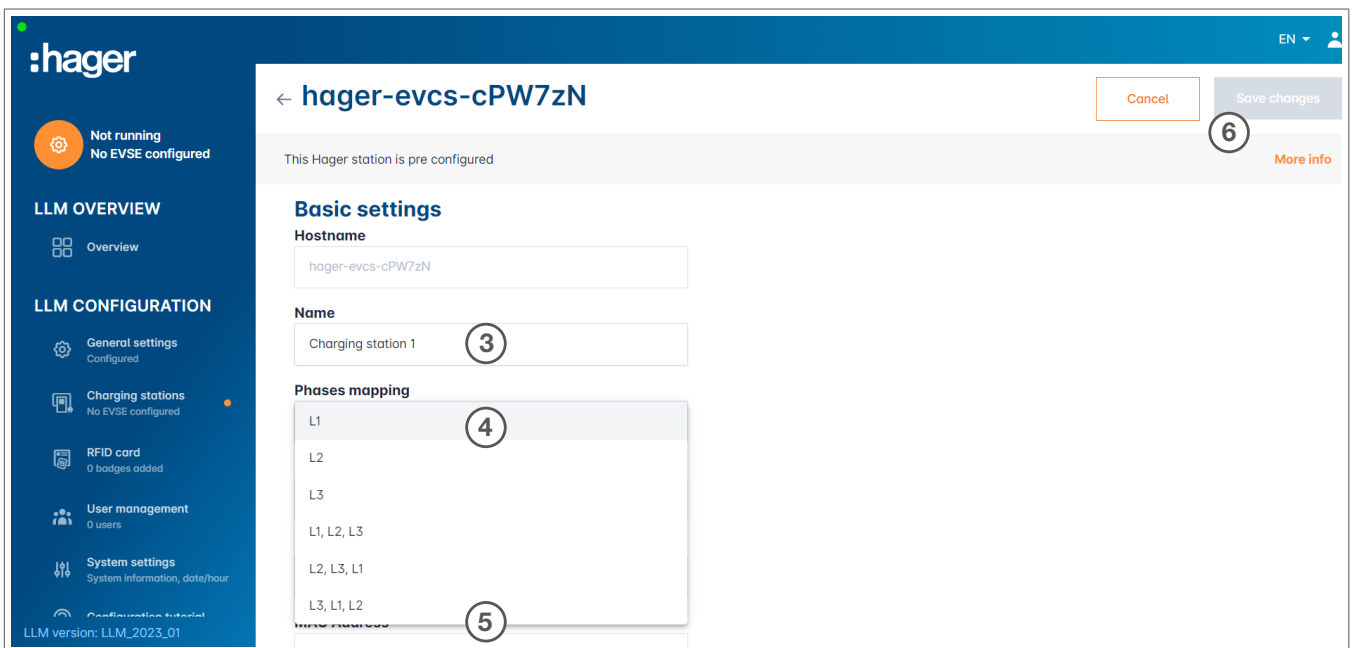 :hager
EN
← hager-evcs-cPW7zN
Cancel
Save changes
6
Not running
No EVSE configured
This Hager station is pre configured
More info
LLM OVERVIEW
Overview
LLM CONFIGURATION
General settings
Configured
Charging stations
No EVSE configured
RFID card
0 badges added
User management
0 users
System settings
System information, date/hour
Configuration tutorial
LLM version: LLM_2023_01
Basic settings
Hostname
hager-evcs-cPW7zN
Name
Charging station 1
3
Phases mapping
L1
4
L2
L3
L1, L2, L3
L2, L3, L1
L3, L1, L2
5
MAC Address